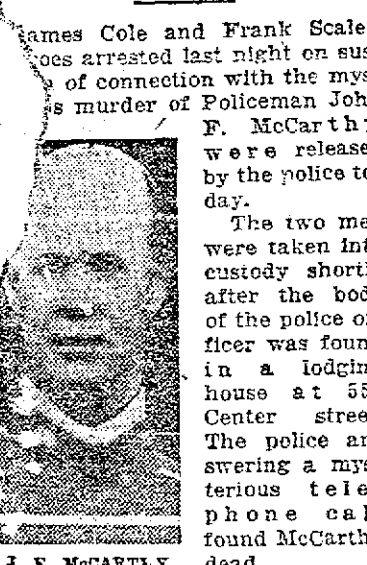 ames Cole and Frank Scale
roes arrested last night on sus
of connection with the mys
s murder of Policeman Joh
F. McCarth
were release
by the police to
day.
The two me
were taken int
custody shortl
after the bod
of the police of
ficer was foun
in a lodgin
house at 55
Center stree
The police an
swering a mys
terious tele
phone cal
found McCarth
dead
J. F. McCARTHY